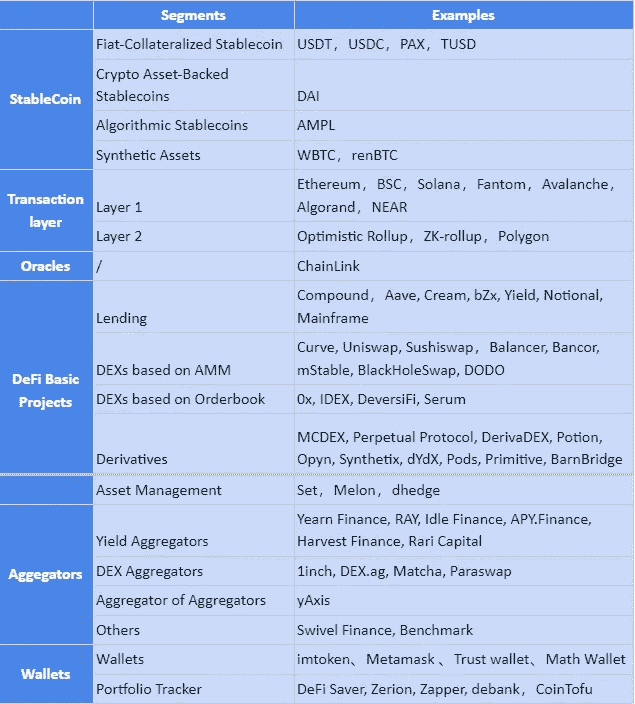 Segments Examples
StableCoin
Fiat-Collateralized Stablecoin USDT， USDC， PAX， TUSD
Crypto Asset-Backed
Stablecoins DAI
Algorithmic Stablecoins AMPL
Synthetic Assets WBTC， renBTC
Transaction
layer
Layer 1
Ethereum， BSC， Solana， Fantom， Avalanche，
Algorand， NEAR
Layer 2 Optimistic Rollup， ZK-rollup， Polygon
Oracles / ChainLink
DeFi Basic
Projects
Lending
Compound， Aave, Cream, bZx, Yield, Notional,
Mainframe
DEXs based on AMM
Curve, Uniswap, Sushiswap， Balancer, Bancor,
mStable, BlackHoleSwap, DODO
DEXs based on Orderbook 0x, IDEX, DeversiFi, Serum
Derivatives
MCDEX, Perpetual Protocol, DerivaDEX, Potion,
Opyn, Synthetix, dYdX, Pods, Primitive, BarnBridge
Asset Management Set， Melon， dhedge
Aggegators
Yield Aggregators
Yearn Finance, RAY, Idle Finance, APY.Finance,
Harvest Finance, Rari Capital
DEX Aggregators 1inch, DEX.ag, Matcha, Paraswap
Aggregator of Aggregators yAxis
Others Swivel Finance, Benchmark
Wallets
Wallets imtoken、 Metamask 、 Trust wallet、 Math Wallet
Portfolio Tracker DeFi Saver, Zerion, Zapper, debank， CoinTofu